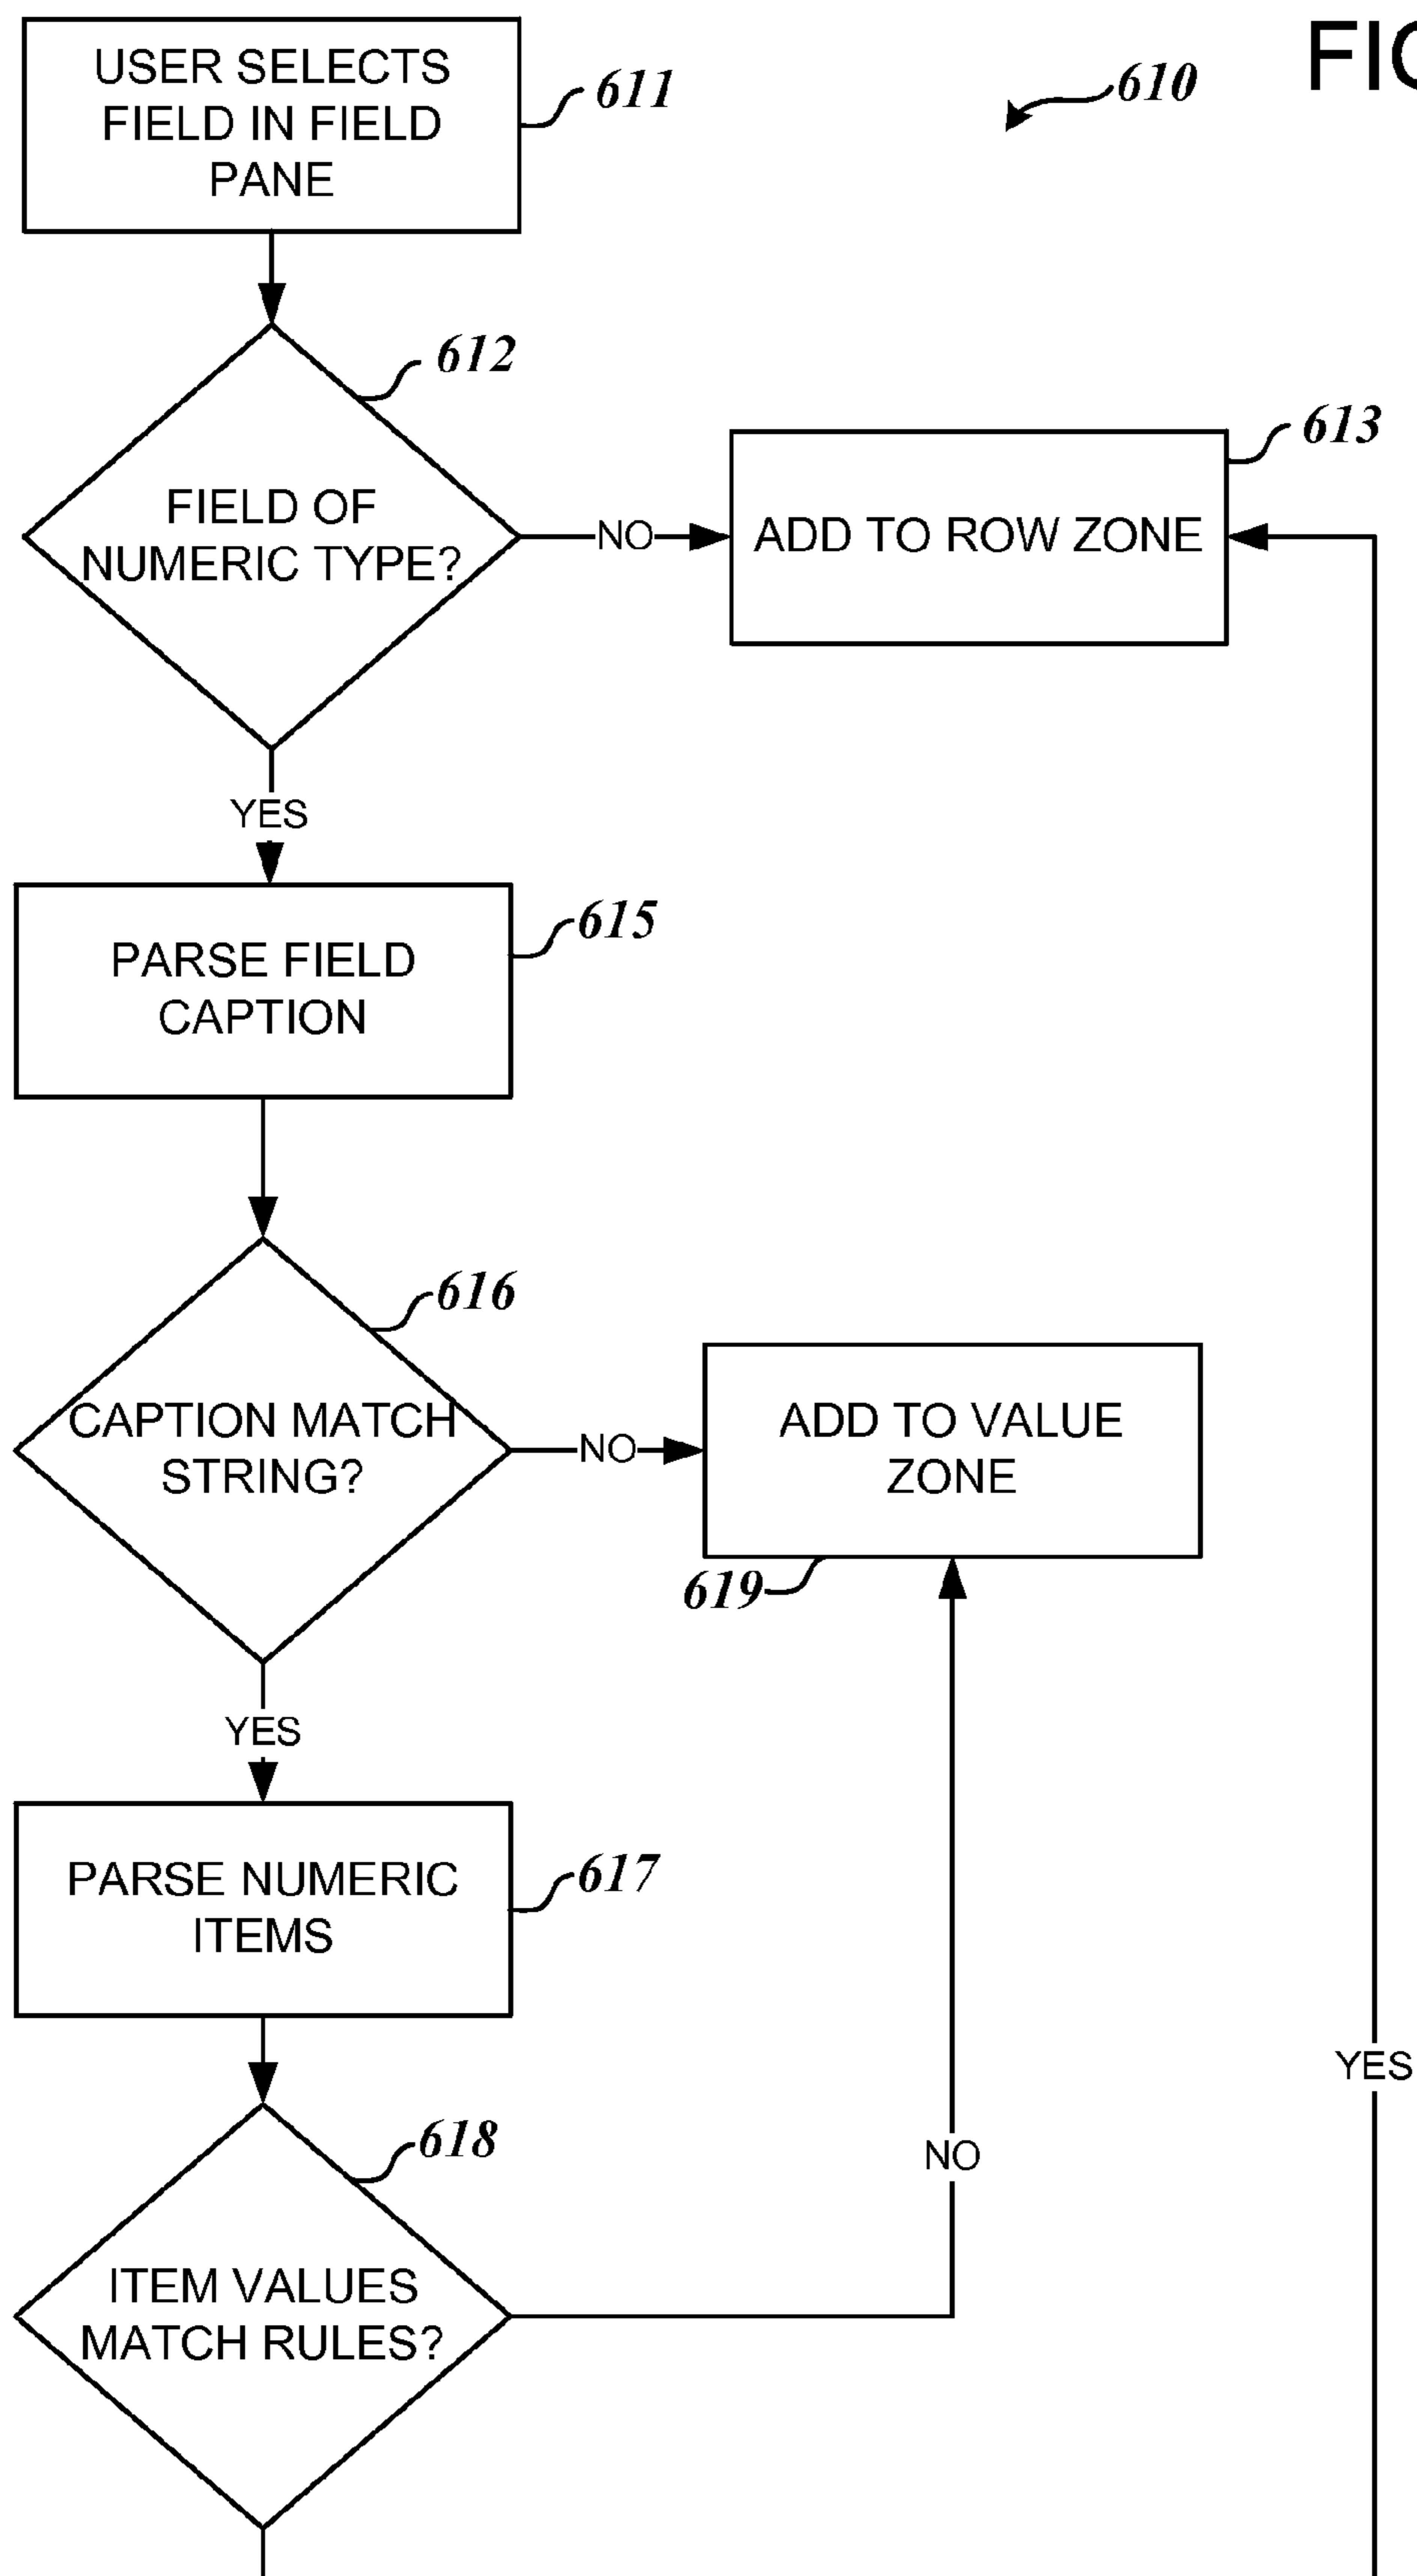 FIG
610
USER SELECTS
FIELD IN FIELD
PANE
611
612
FIELD OF
NUMERIC TYPE?
NO
ADD TO ROW ZONE
613
YES
PARSE FIELD
CAPTION
615
616
CAPTION MATCH
STRING?
NO
ADD TO VALUE
ZONE
619
YES
PARSE NUMERIC
ITEMS
617
618
ITEM VALUES
MATCH RULES?
NO
YES